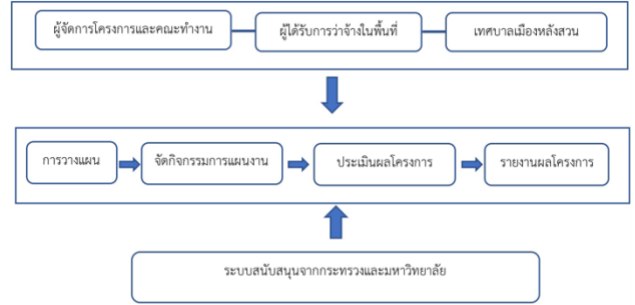 ผู้จัดการโครงการและคณะทำงาน
ผู้ได้รับการว่าจ้างในพื้นที่
เทศบาลเมืองหลังสวน
การวางแผน
จัดกิจกรรมการแผนงาน
ประเมินผลโครงการ
รายงานผลโครงการ
ระบบสนับสนุนจากกระทรวงและมหาวิทยาลัย